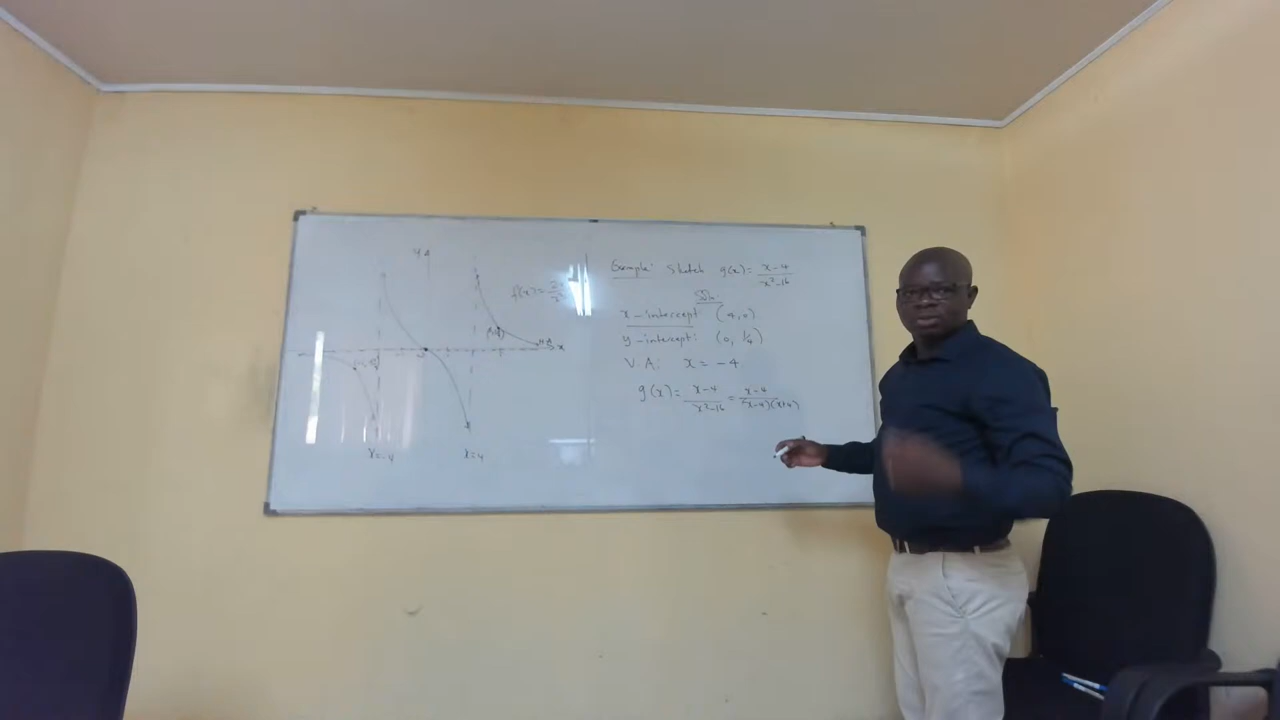 y
f(x)=
x
x=-4
x=4
Example: Sketch g(x) = x-4 / x²-16
Soln:
x-intercept (4,0)
y-intercept: (0, 1/4)
V.A: x = -4
g(x) = x-4 / x²-16 = x-4 / (x-4)(x+4)